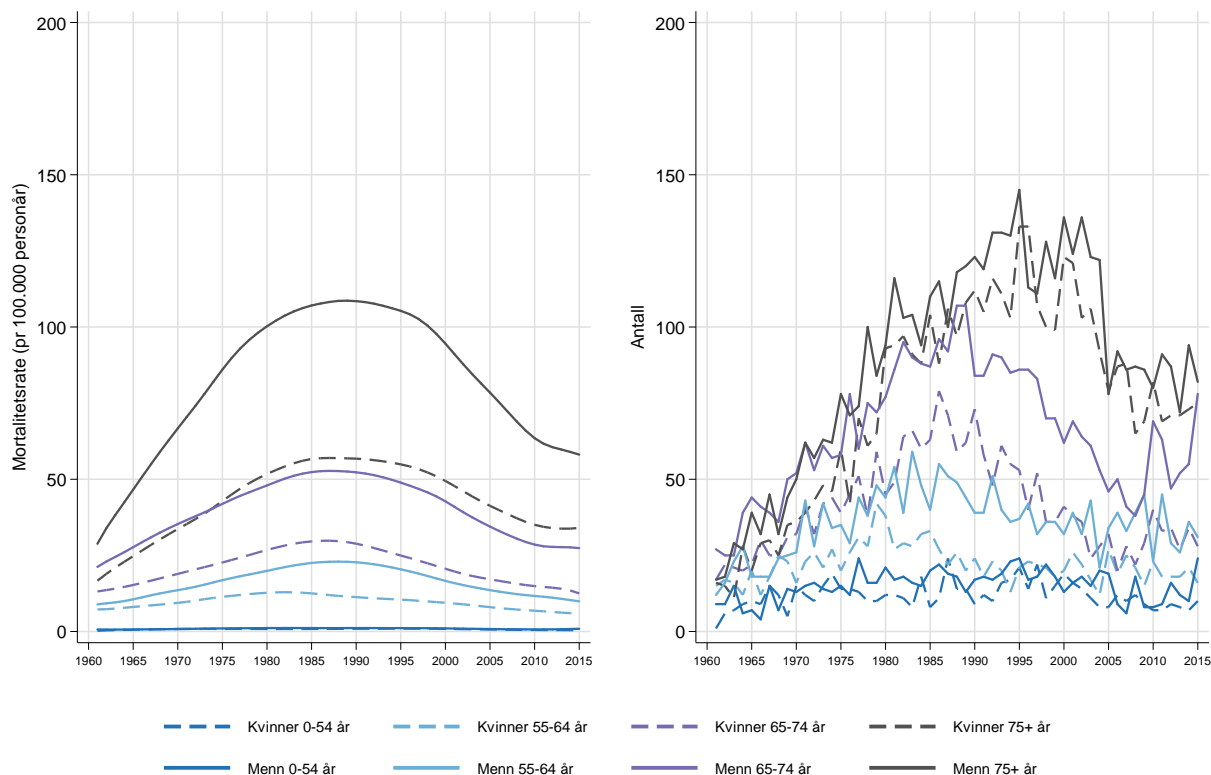 Mortalitetsrate (pr 100.000 personår)
200
150
100
50
0
1960 1965 1970 1975 1980 1985 1990 1995 2000 2005 2010 2015
Antall
200
150
100
50
0
1960 1965 1970 1975 1980 1985 1990 1995 2000 2005 2010 2015
Kvinner 0-54 år Kvinner 55-64 år Kvinner 65-74 år Kvinner 75+ år
Menn 0-54 år Menn 55-64 år Menn 65-74 år Menn 75+ år